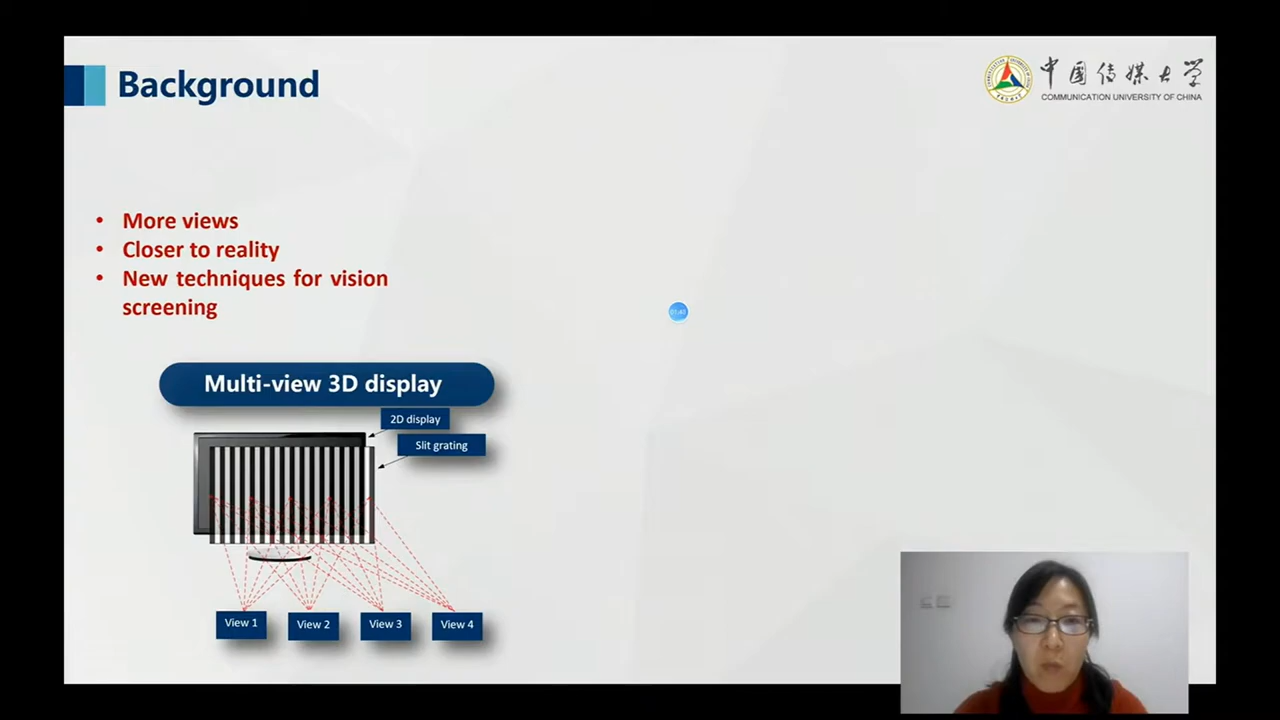 Background
中国传媒大学
COMMUNICATION UNIVERSITY OF CHINA
• More views
• Closer to reality
• New techniques for vision
screening
Multi-view 3D display
2D display
Slit grating
View 1
View 2
View 3
View 4